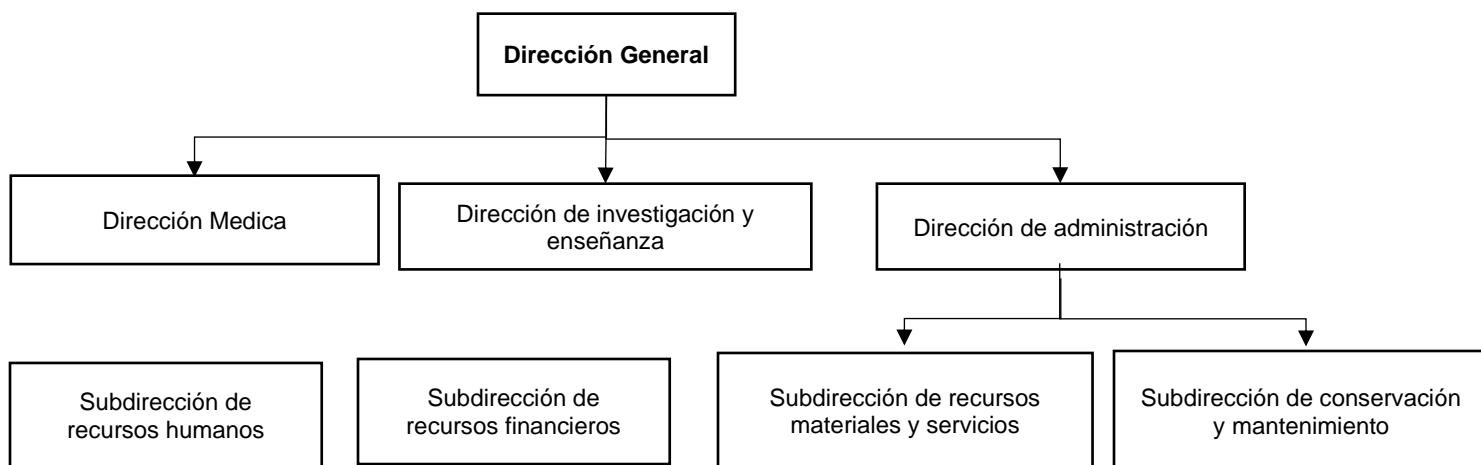 Dirección General
Dirección Medica
Dirección de investigación y
enseñanza
Dirección de administración
Subdirección de
recursos humanos
Subdirección de
recursos financieros
Subdirección de recursos
materiales y servicios
Subdirección de conservación
y mantenimiento